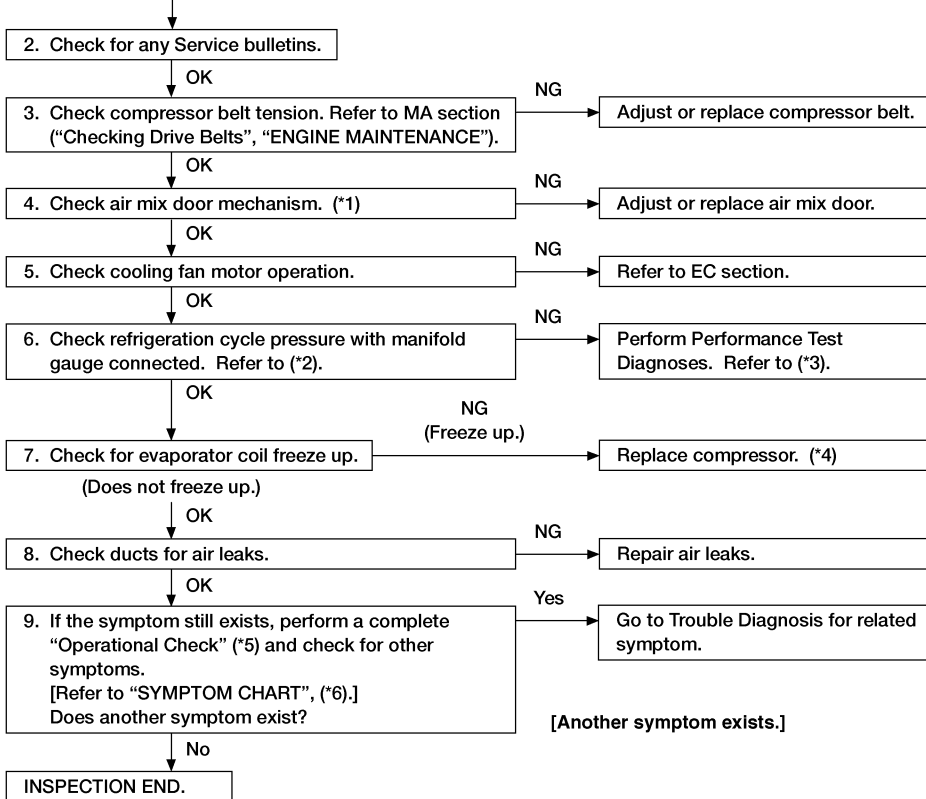 2. Check for any Service bulletins.
OK
3. Check compressor belt tension. Refer to MA section
(“Checking Drive Belts”, “ENGINE MAINTENANCE”).
NG
Adjust or replace compressor belt.
OK
4. Check air mix door mechanism. (*1)
NG
Adjust or replace air mix door.
OK
5. Check cooling fan motor operation.
NG
Refer to EC section.
OK
6. Check refrigeration cycle pressure with manifold
gauge connected. Refer to (*2).
NG
Perform Performance Test
Diagnoses. Refer to (*3).
OK
7. Check for evaporator coil freeze up.
NG
(Freeze up.)
Replace compressor. (*4)
(Does not freeze up.)
OK
8. Check ducts for air leaks.
NG
Repair air leaks.
OK
9. If the symptom still exists, perform a complete
“Operational Check” (*5) and check for other
symptoms.
[Refer to “SYMPTOM CHART”, (*6).]
Does another symptom exist?
Yes
Go to Trouble Diagnosis for related
symptom.
[Another symptom exists.]
No
INSPECTION END.